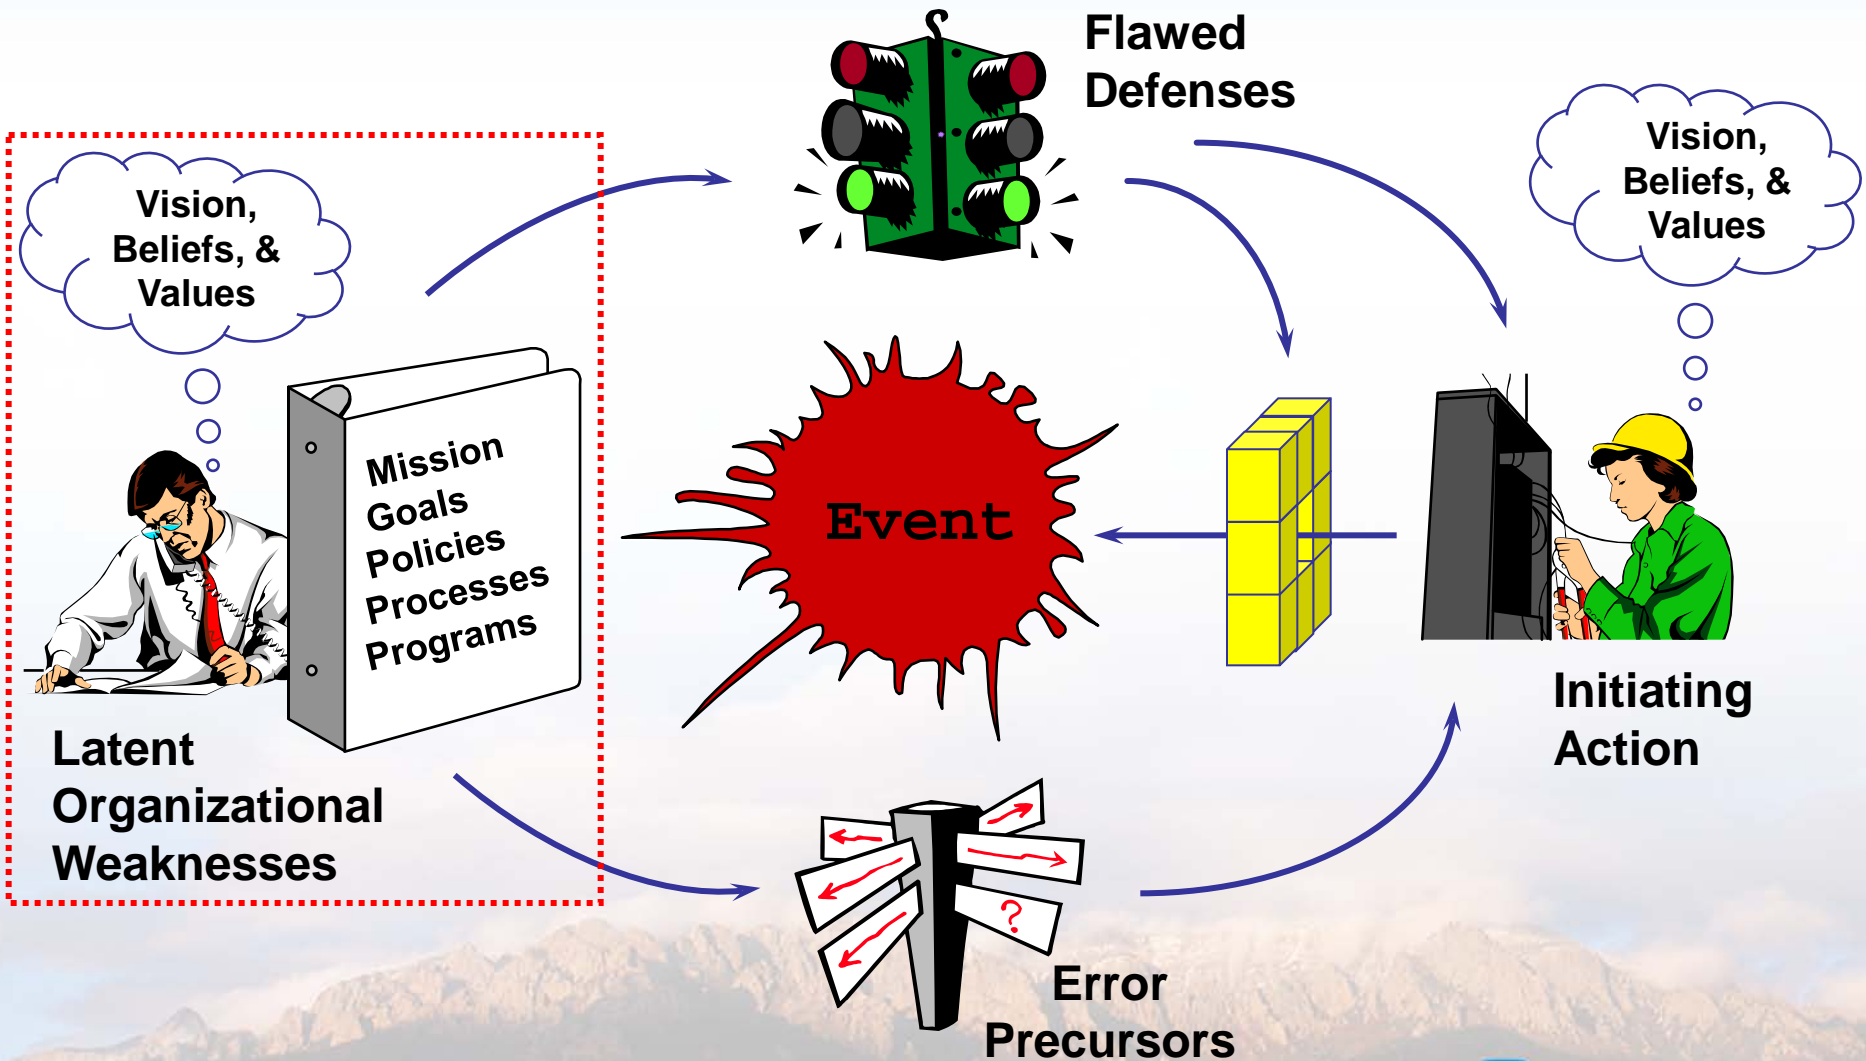 Flawed
Defenses
Vision,
Beliefs, &
Values
Vision,
Beliefs, &
Values
Mission
Goals
Policies
Processes
Programs
Event
Latent
Organizational
Weaknesses
Initiating
Action
?
Error
Precursors